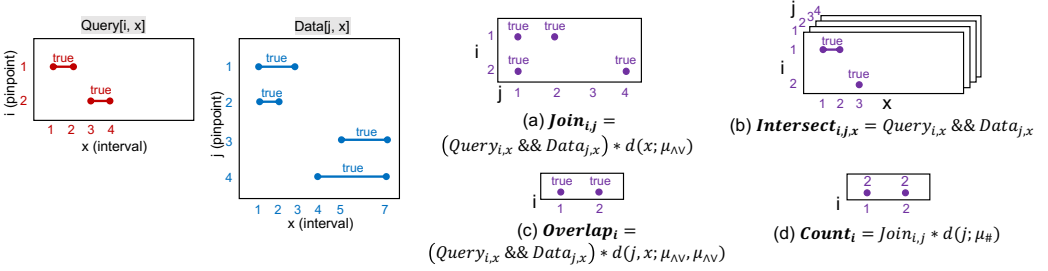 Query[i, x]
i (pinpoint)
1
true
2
true
1 2 3 4
x (interval)
Data[j, x]
j (pinpoint)
1
true
2
true
3
true
4
true
1 2 3 4 5 7
x (interval)
i
1
true true
2
true true
j 1 2 3 4
(a) Join_{i,j} =
(Query_{i,x} && Data_{j,x}) * d(x; μ_{∧∨})
j
4
3
2
1
i
1
true
2
true
1 2 3 x
(b) Intersect_{i,j,x} = Query_{i,x} && Data_{j,x}
true true
i
1 2
(c) Overlap_i =
(Query_{i,x} && Data_{j,x}) * d(j, x; μ_{∧∨}, μ_{∧∨})
2 2
i
1 2
(d) Count_i = Join_{i,j} * d(j; μ_#)